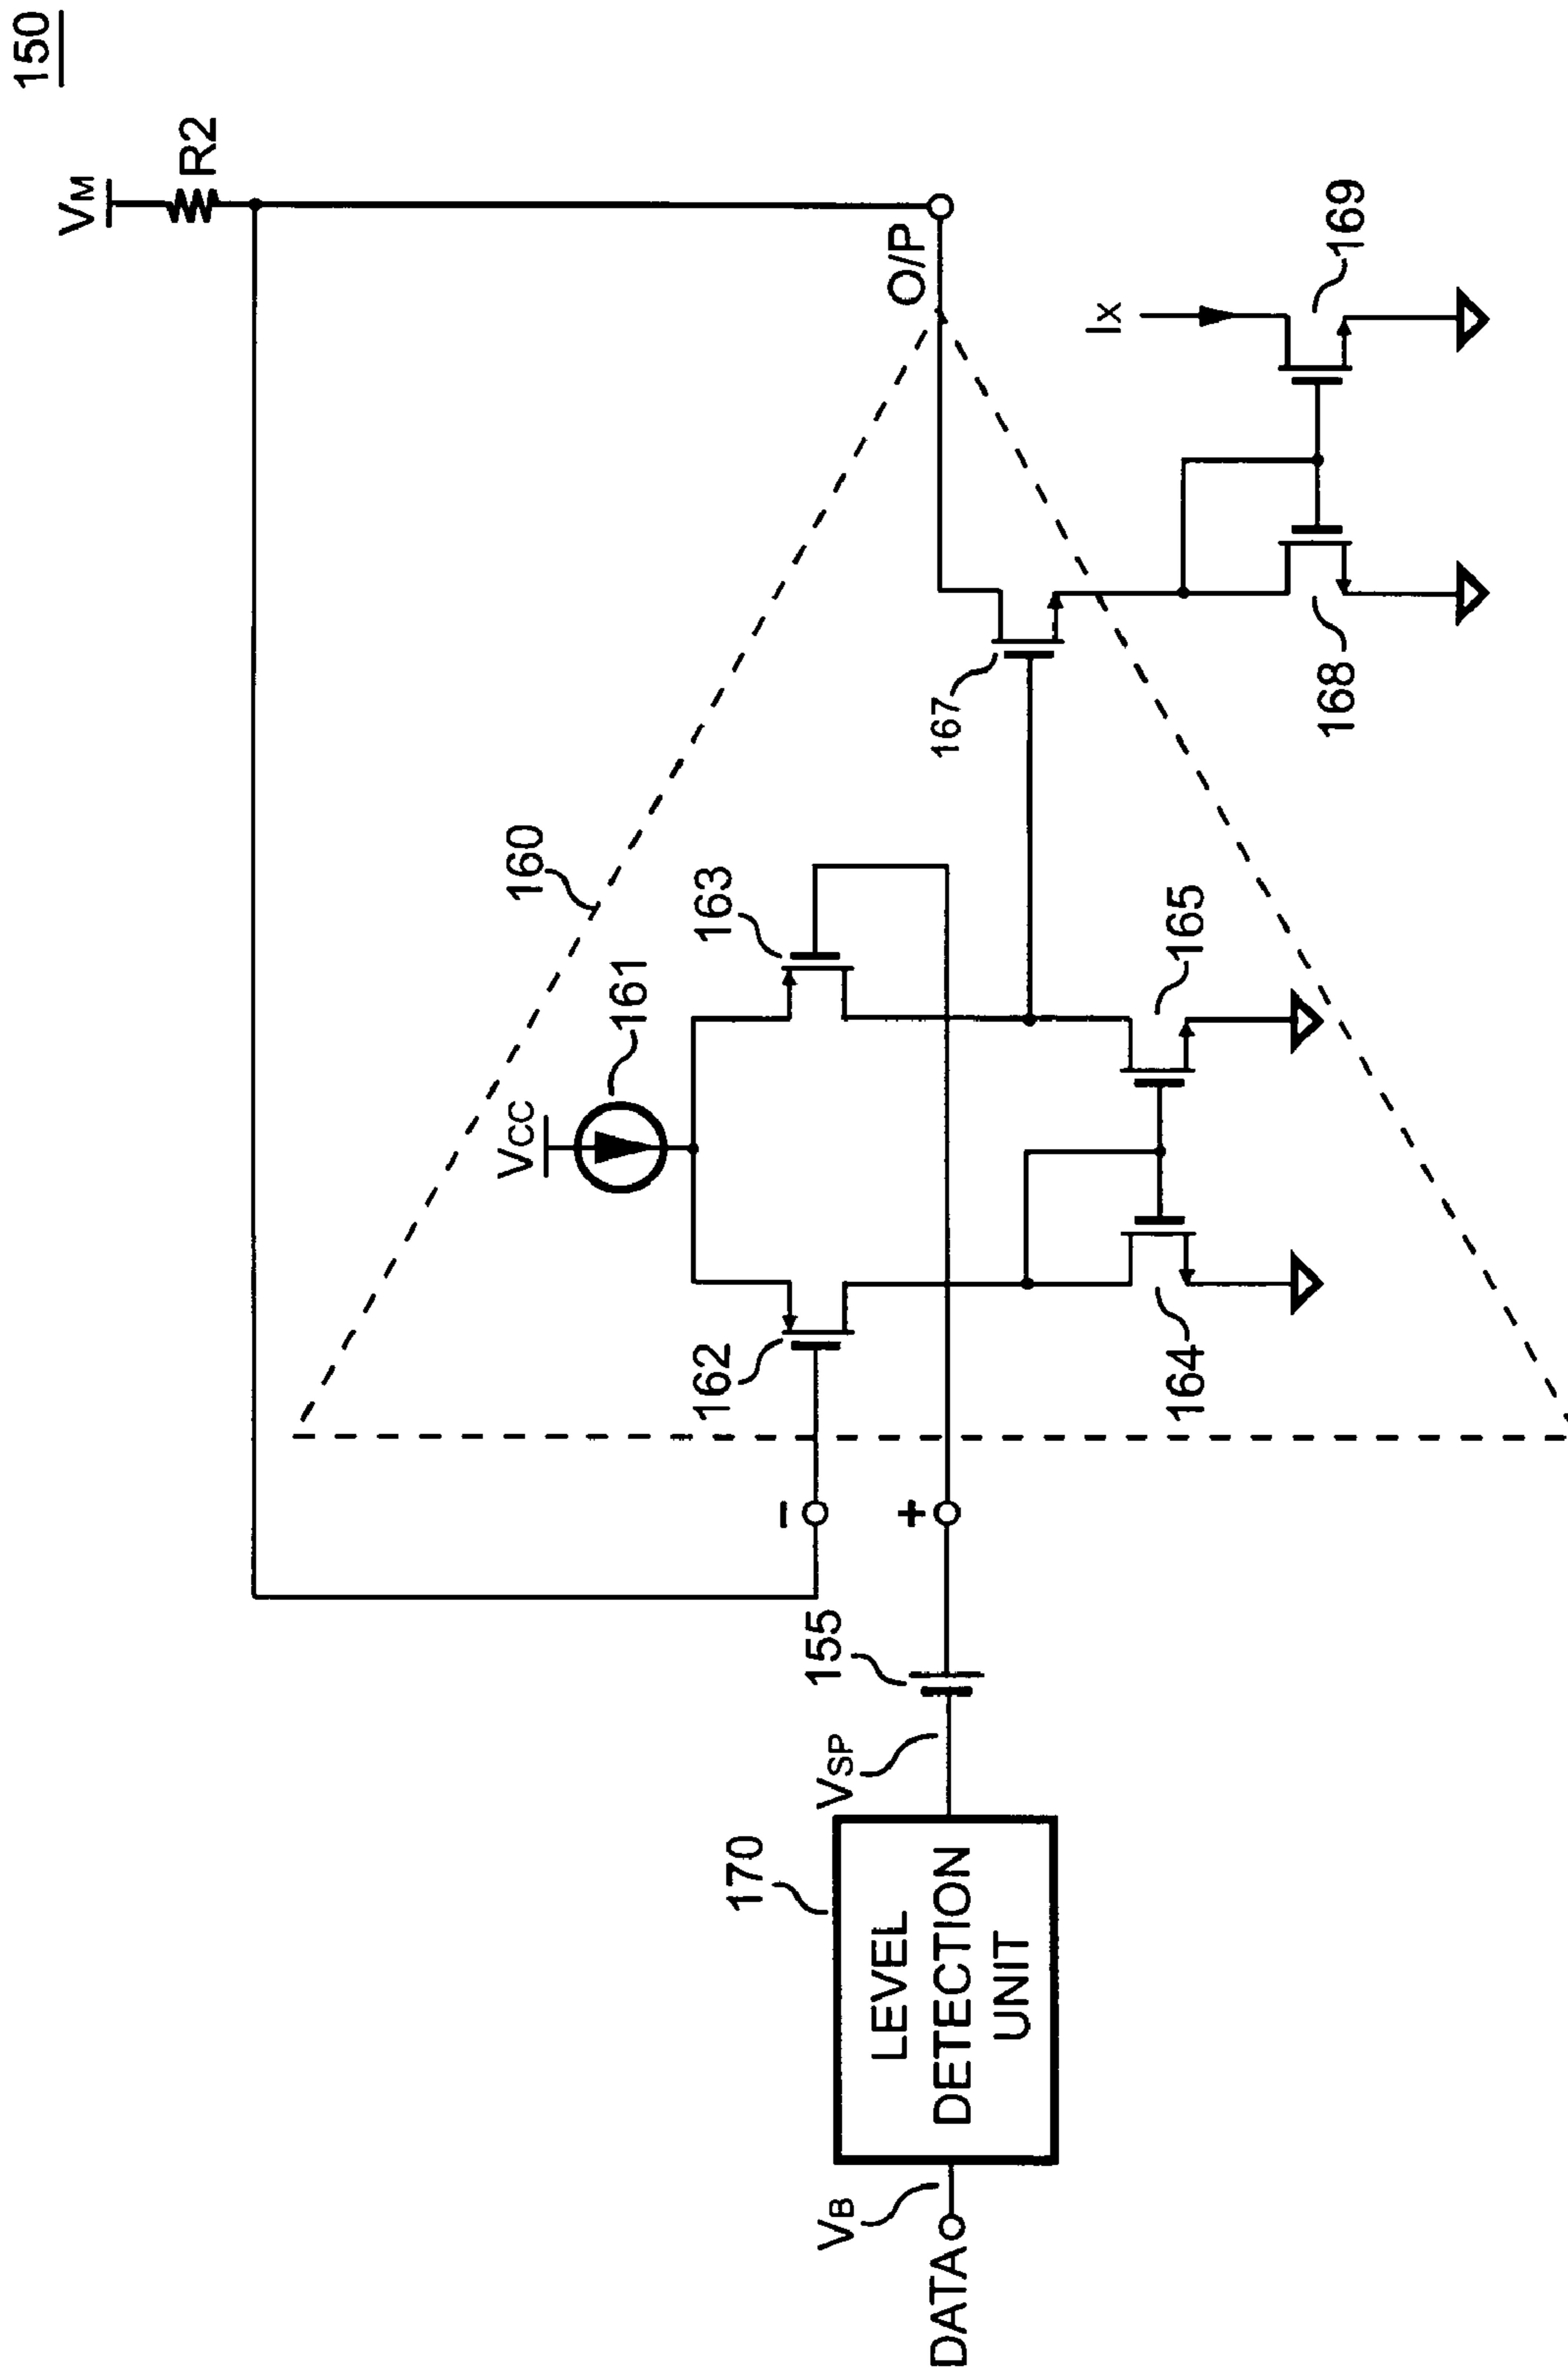 150
VM
R2
O/P
IX
169
168
167
160
163
161
VCC
165
162
164
-
+
155
VSP
170
LEVEL
DETECTION
UNIT
VB
DATA